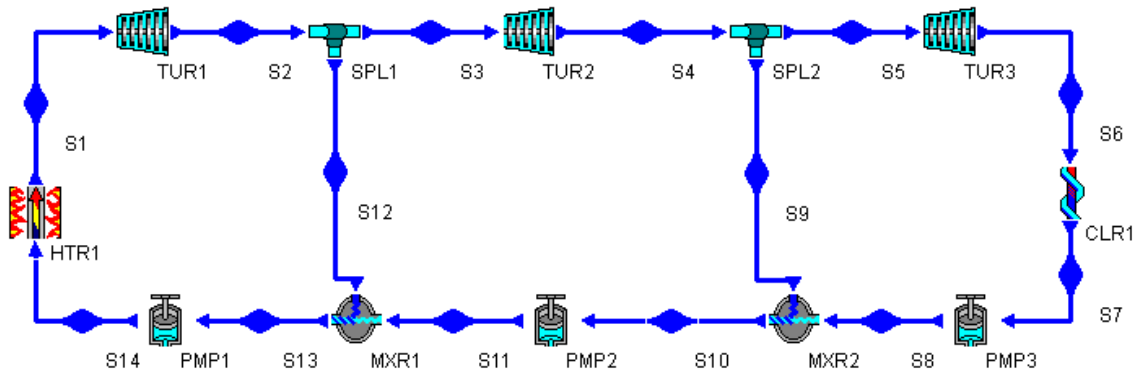 TUR1 S2 SPL1 S3 TUR2 S4 SPL2 S5 TUR3
S1 S6
S12 S9
HTR1 CLR1
S7
S14 PMP1 S13 MXR1 S11 PMP2 S10 MXR2 S8 PMP3